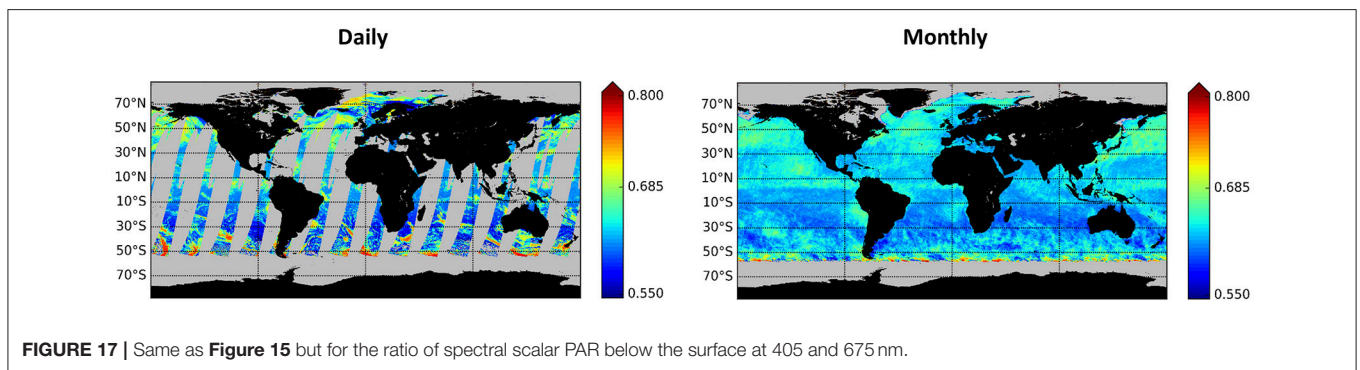 Daily
Monthly
70°N
50°N
30°N
10°N
10°S
30°S
50°S
70°S
0.800
0.685
0.550
70°N
50°N
30°N
10°N
10°S
30°S
50°S
70°S
0.800
0.685
0.550
FIGURE 17 | Same as Figure 15 but for the ratio of spectral scalar PAR below the surface at 405 and 675 nm.